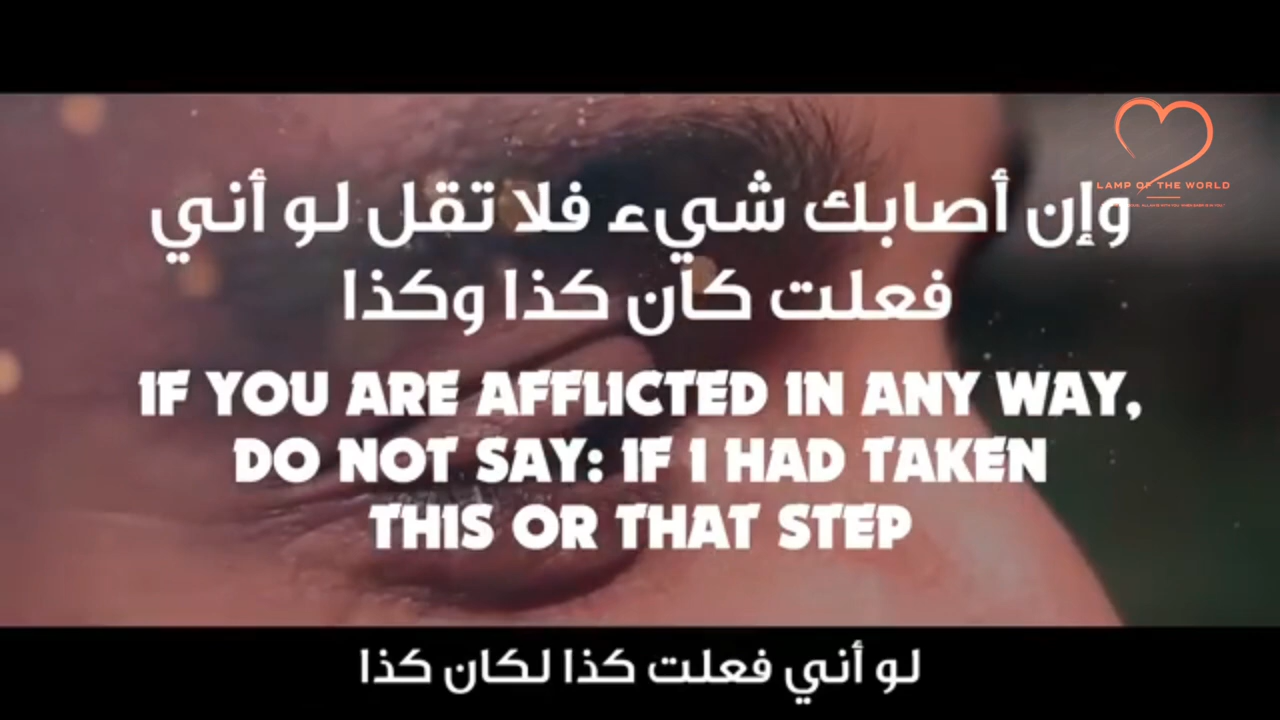 LAMP OF THE WORLD
وإن أصابك شيء فلا تقل لو أني
فعلت كان كذا وكذا
IF YOU ARE AFFLICTED IN ANY WAY,
DO NOT SAY: IF I HAD TAKEN
THIS OR THAT STEP
لو أني فعلت كذا لكان كذا